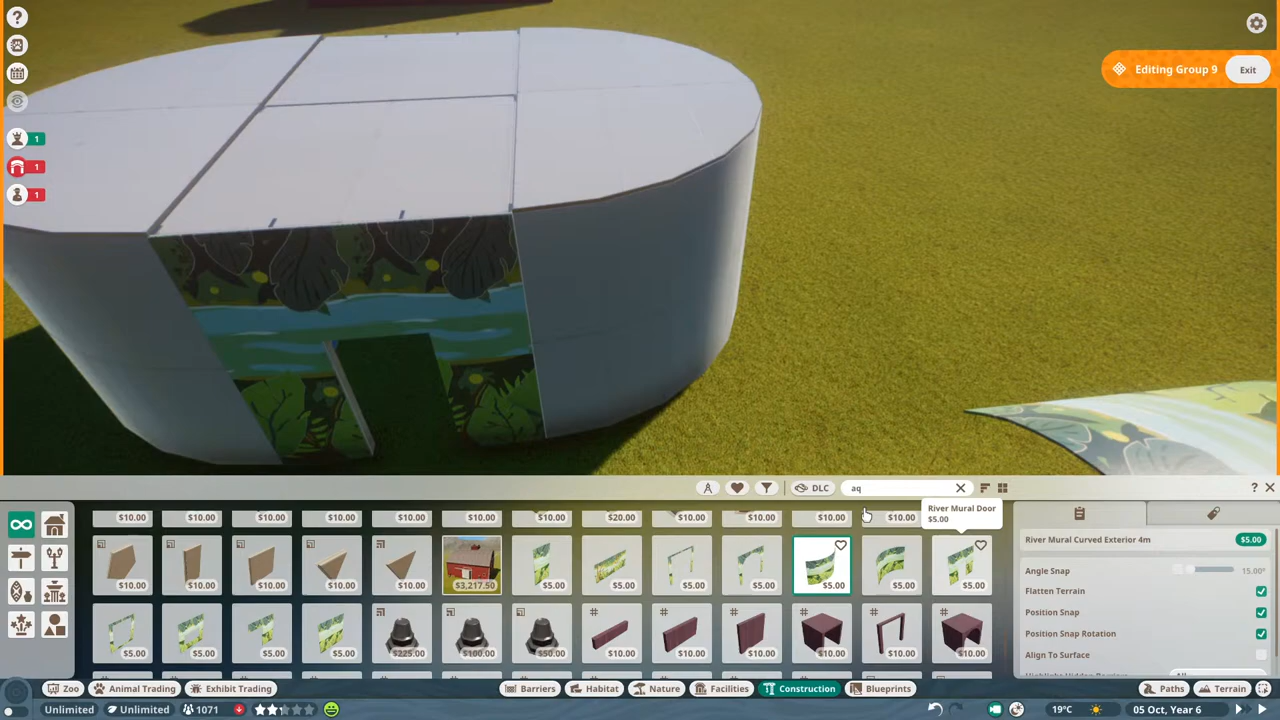 ?
Editing Group 9
Exit
1
1
1
DLC
aq
?
River Mural Door
$5.00
$10.00 $10.00 $10.00 $10.00 $10.00 $10.00 $10.00 $20.00 $10.00 $10.00 $10.00 $10.00
$10.00 $10.00 $10.00 $10.00 $10.00 $3,217.50 $5.00 $5.00 $5.00 $5.00 $5.00 $5.00 $5.00
$5.00 $5.00 $5.00 $5.00 $225.00 $100.00 $50.00 $10.00 $10.00 $10.00 $10.00 $10.00 $10.00
River Mural Curved Exterior 4m
$5.00
Angle Snap
15.00°
Flatten Terrain
Position Snap
Position Snap Rotation
Align To Surface
Zoo Animal Trading Exhibit Trading Barriers Habitat Nature Facilities Construction Blueprints Paths Terrain
Unlimited Unlimited 1071 19°C 05 Oct, Year 6